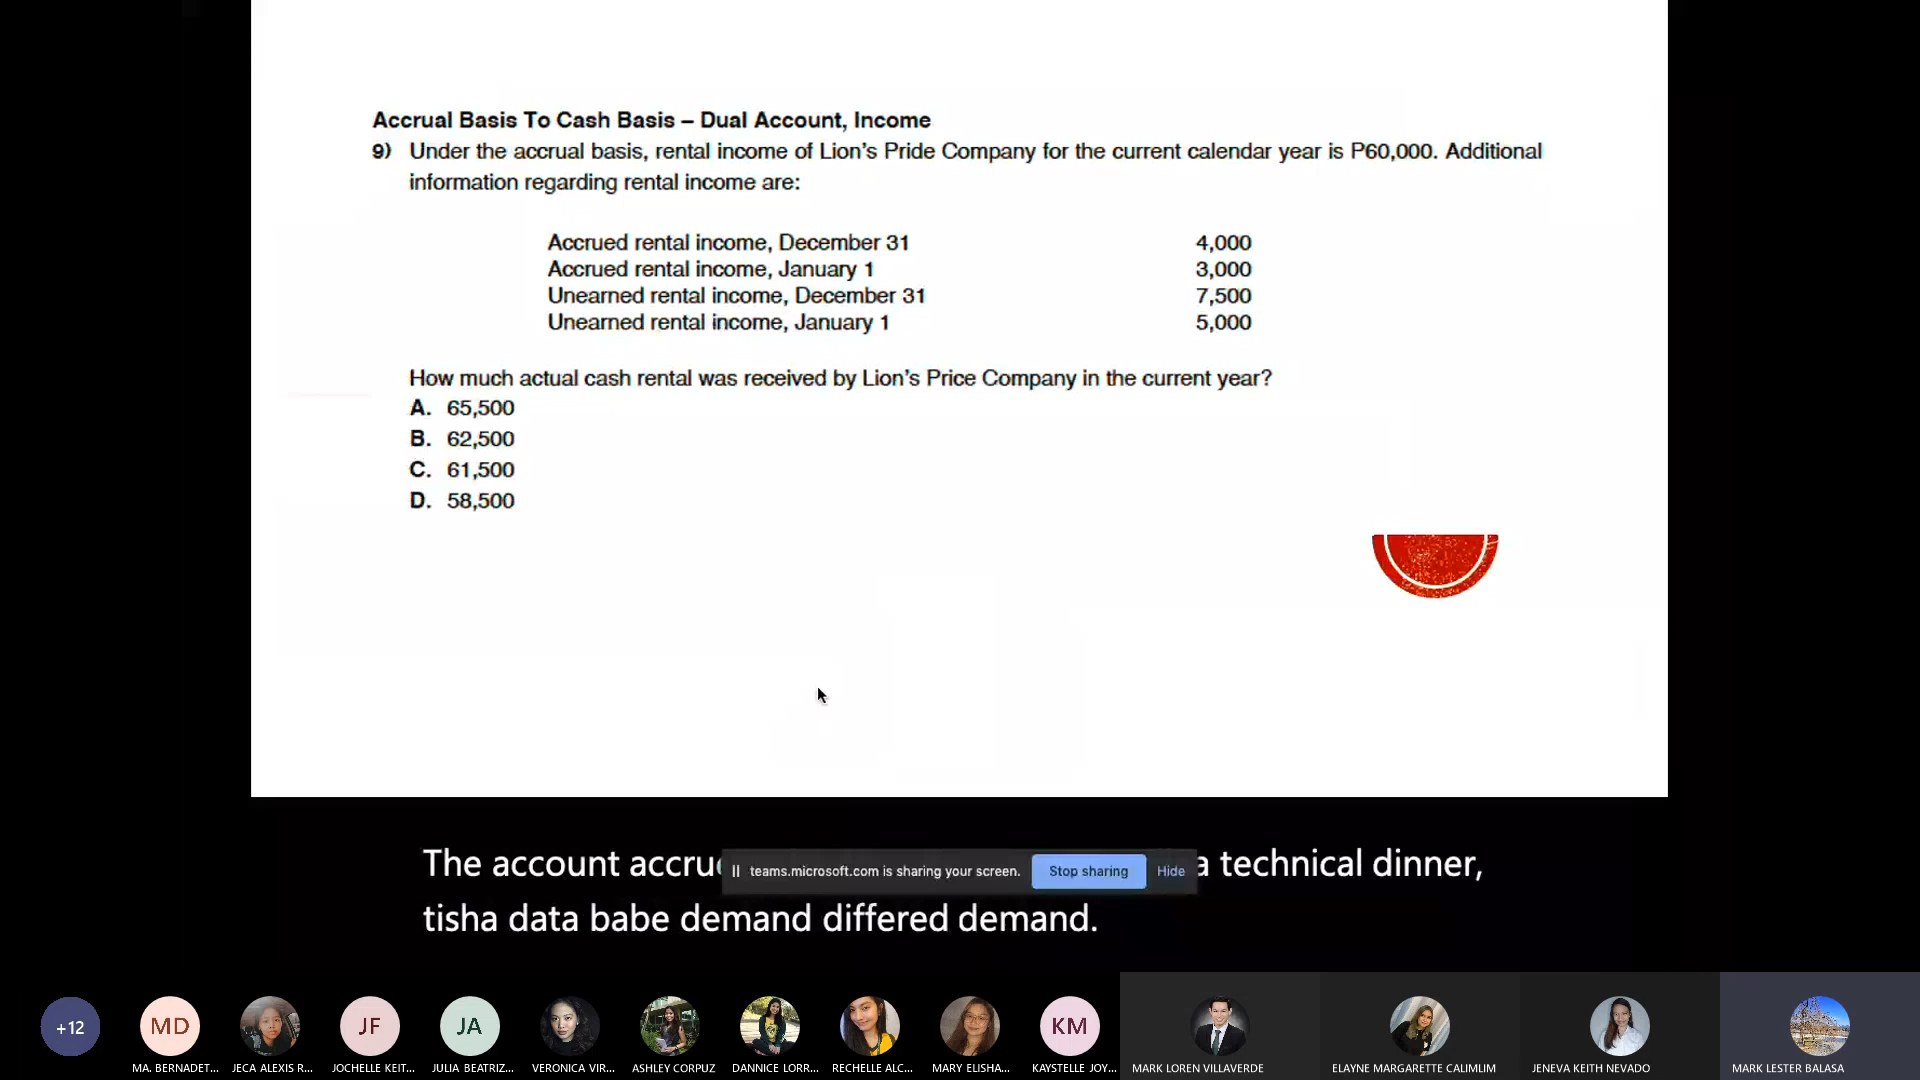 Accrual Basis To Cash Basis – Dual Account, Income
9) Under the accrual basis, rental income of Lion's Pride Company for the current calendar year is P60,000. Additional
information regarding rental income are:
Accrued rental income, December 31 4,000
Accrued rental income, January 1 3,000
Unearned rental income, December 31 7,500
Unearned rental income, January 1 5,000
How much actual cash rental was received by Lion's Price Company in the current year?
A. 65,500
B. 62,500
C. 61,500
D. 58,500
The account a technical dinner,
teams.microsoft.com is sharing your screen. Stop sharing Hide
tisha data babe demand differed demand.
+12 MD JF JA KM
MA. BERNADET... JECA ALEXIS R... JOCHELLE KEIT... JULIA BEATRIZ... VERONICA VIR... ASHLEY CORPUZ DANNICE LORR... RECHELLE ALC... MARY ELISHA... KAYSTELLE JOY... MARK LOREN VILLAVERDE ELAYNE MARGARETTE CALIMLIM JENEVA KEITH NEVADO MARK LESTER BALASA